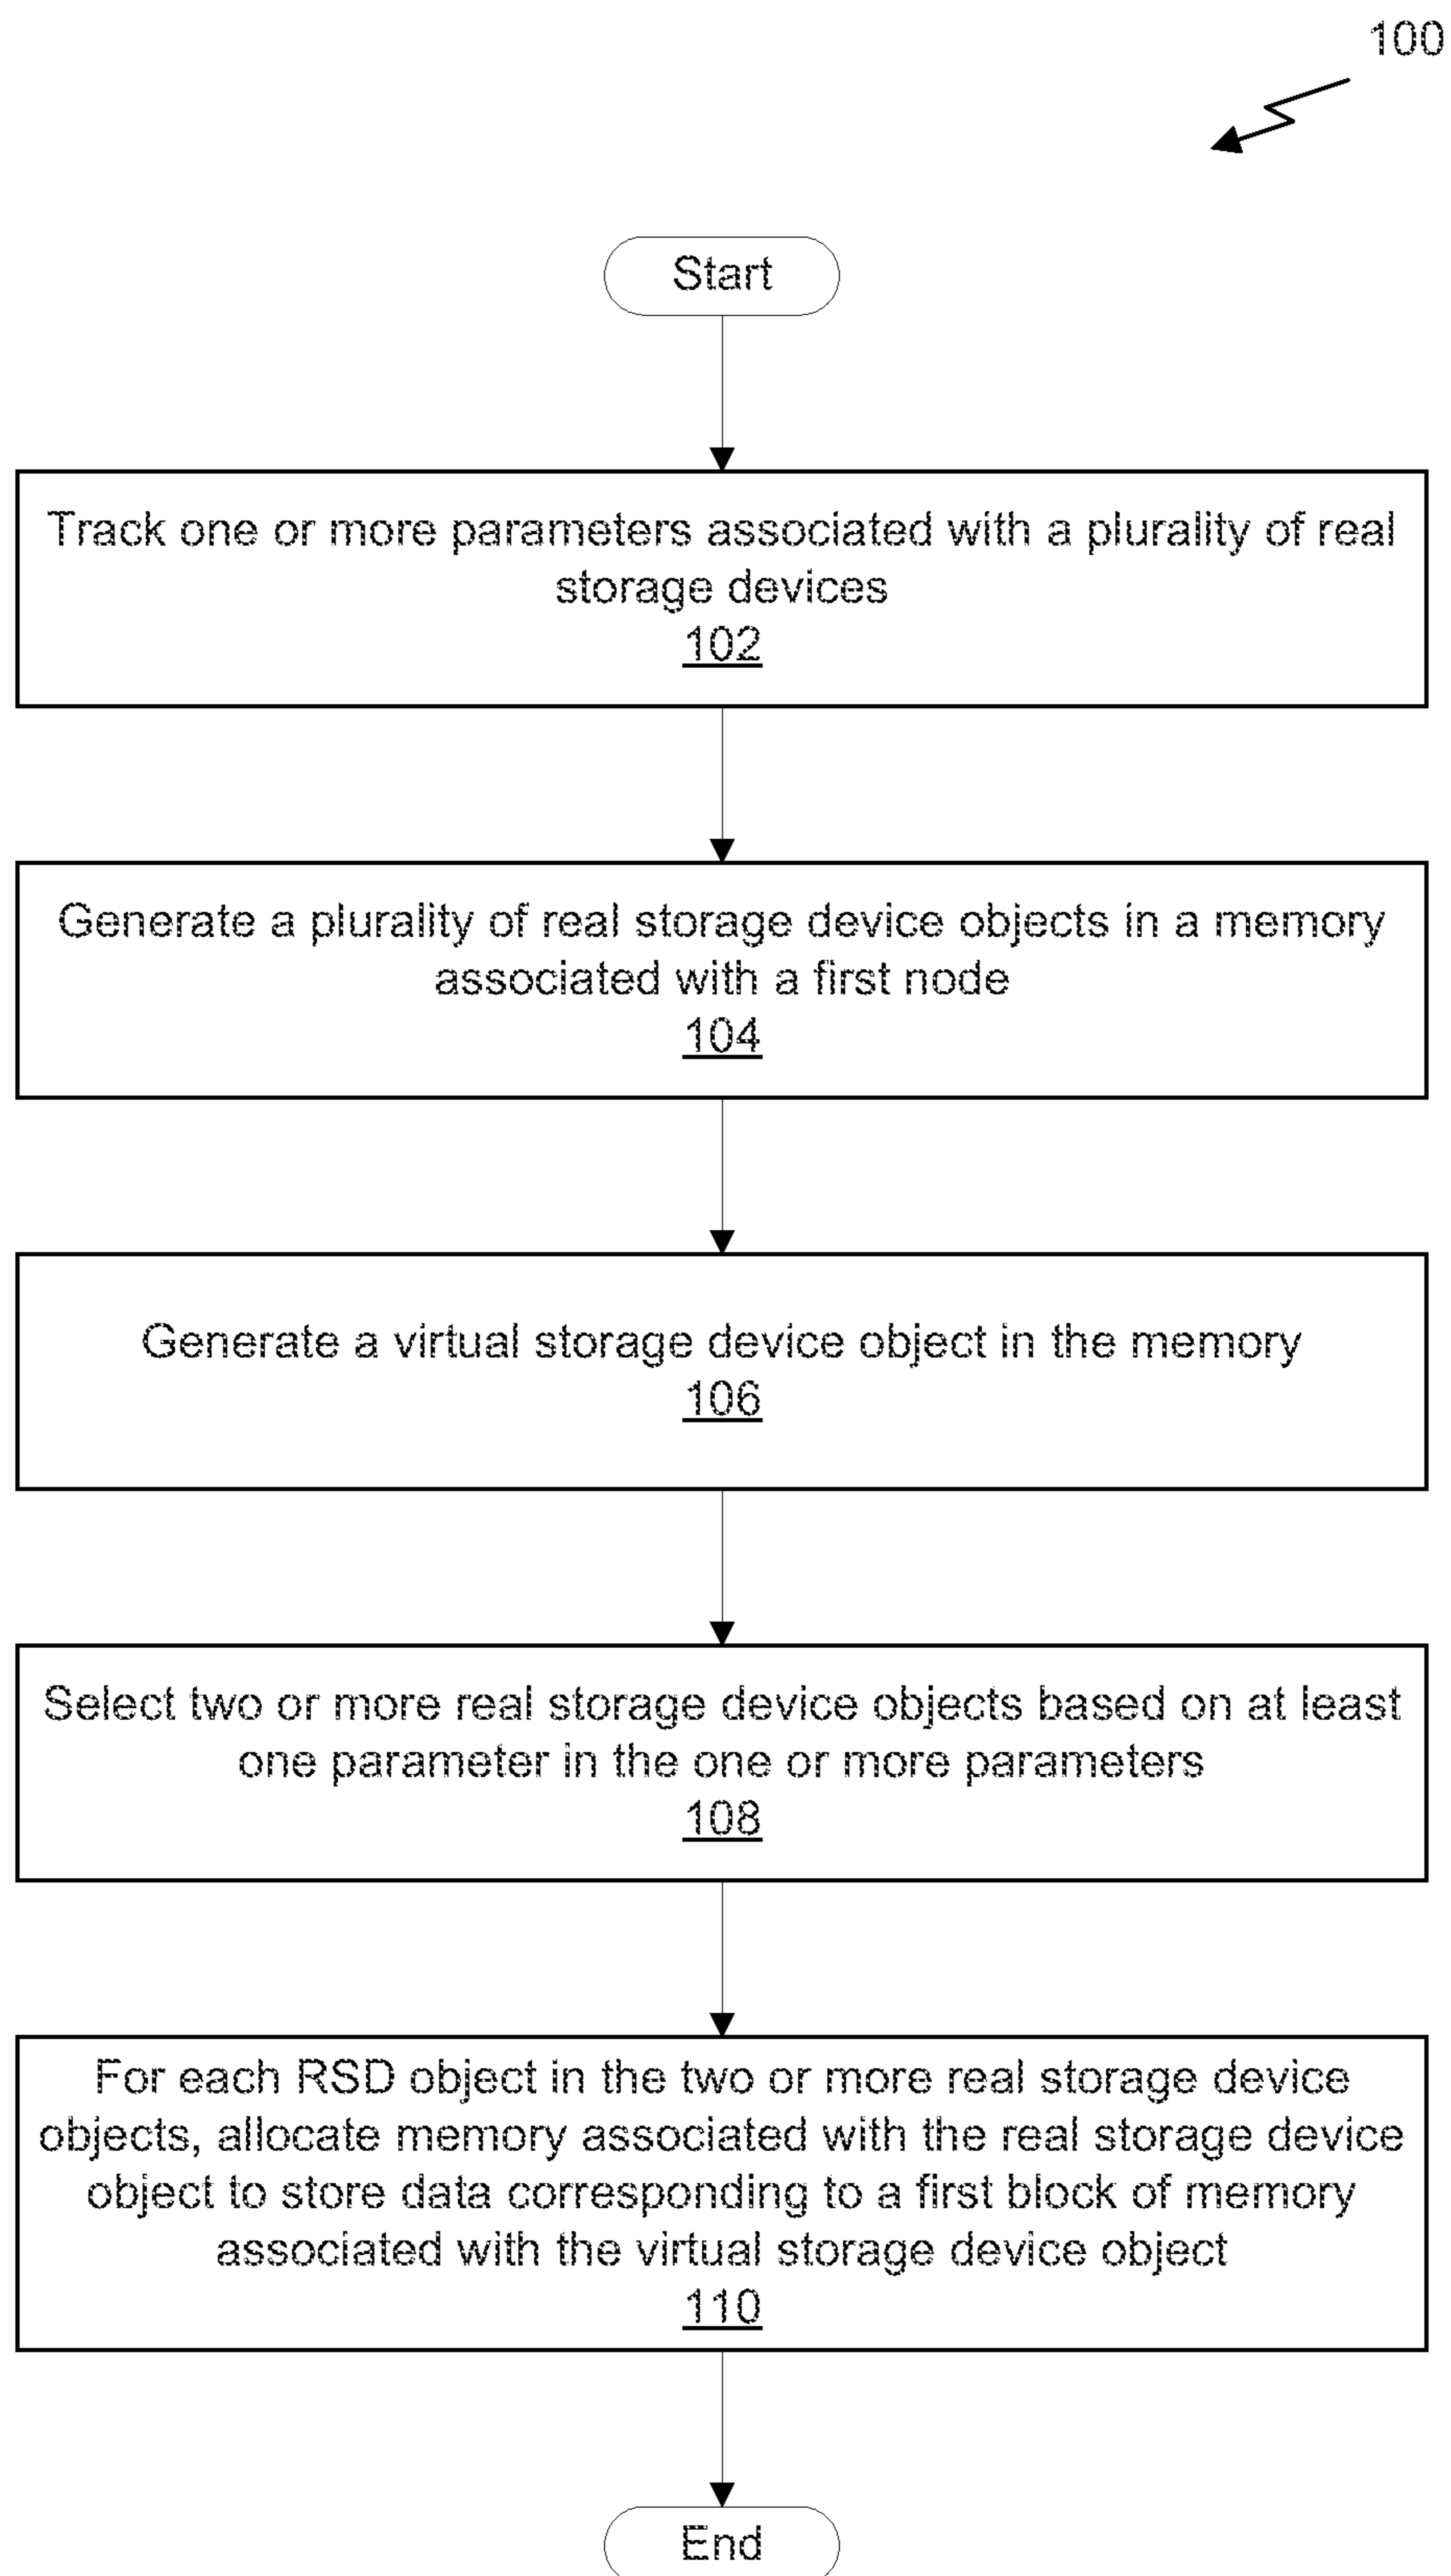 100
Start
Track one or more parameters associated with a plurality of real
storage devices
102
Generate a plurality of real storage device objects in a memory
associated with a first node
104
Generate a virtual storage device object in the memory
106
Select two or more real storage device objects based on at least
one parameter in the one or more parameters
108
For each RSD object in the two or more real storage device
objects, allocate memory associated with the real storage device
object to store data corresponding to a first block of memory
associated with the virtual storage device object
110
End